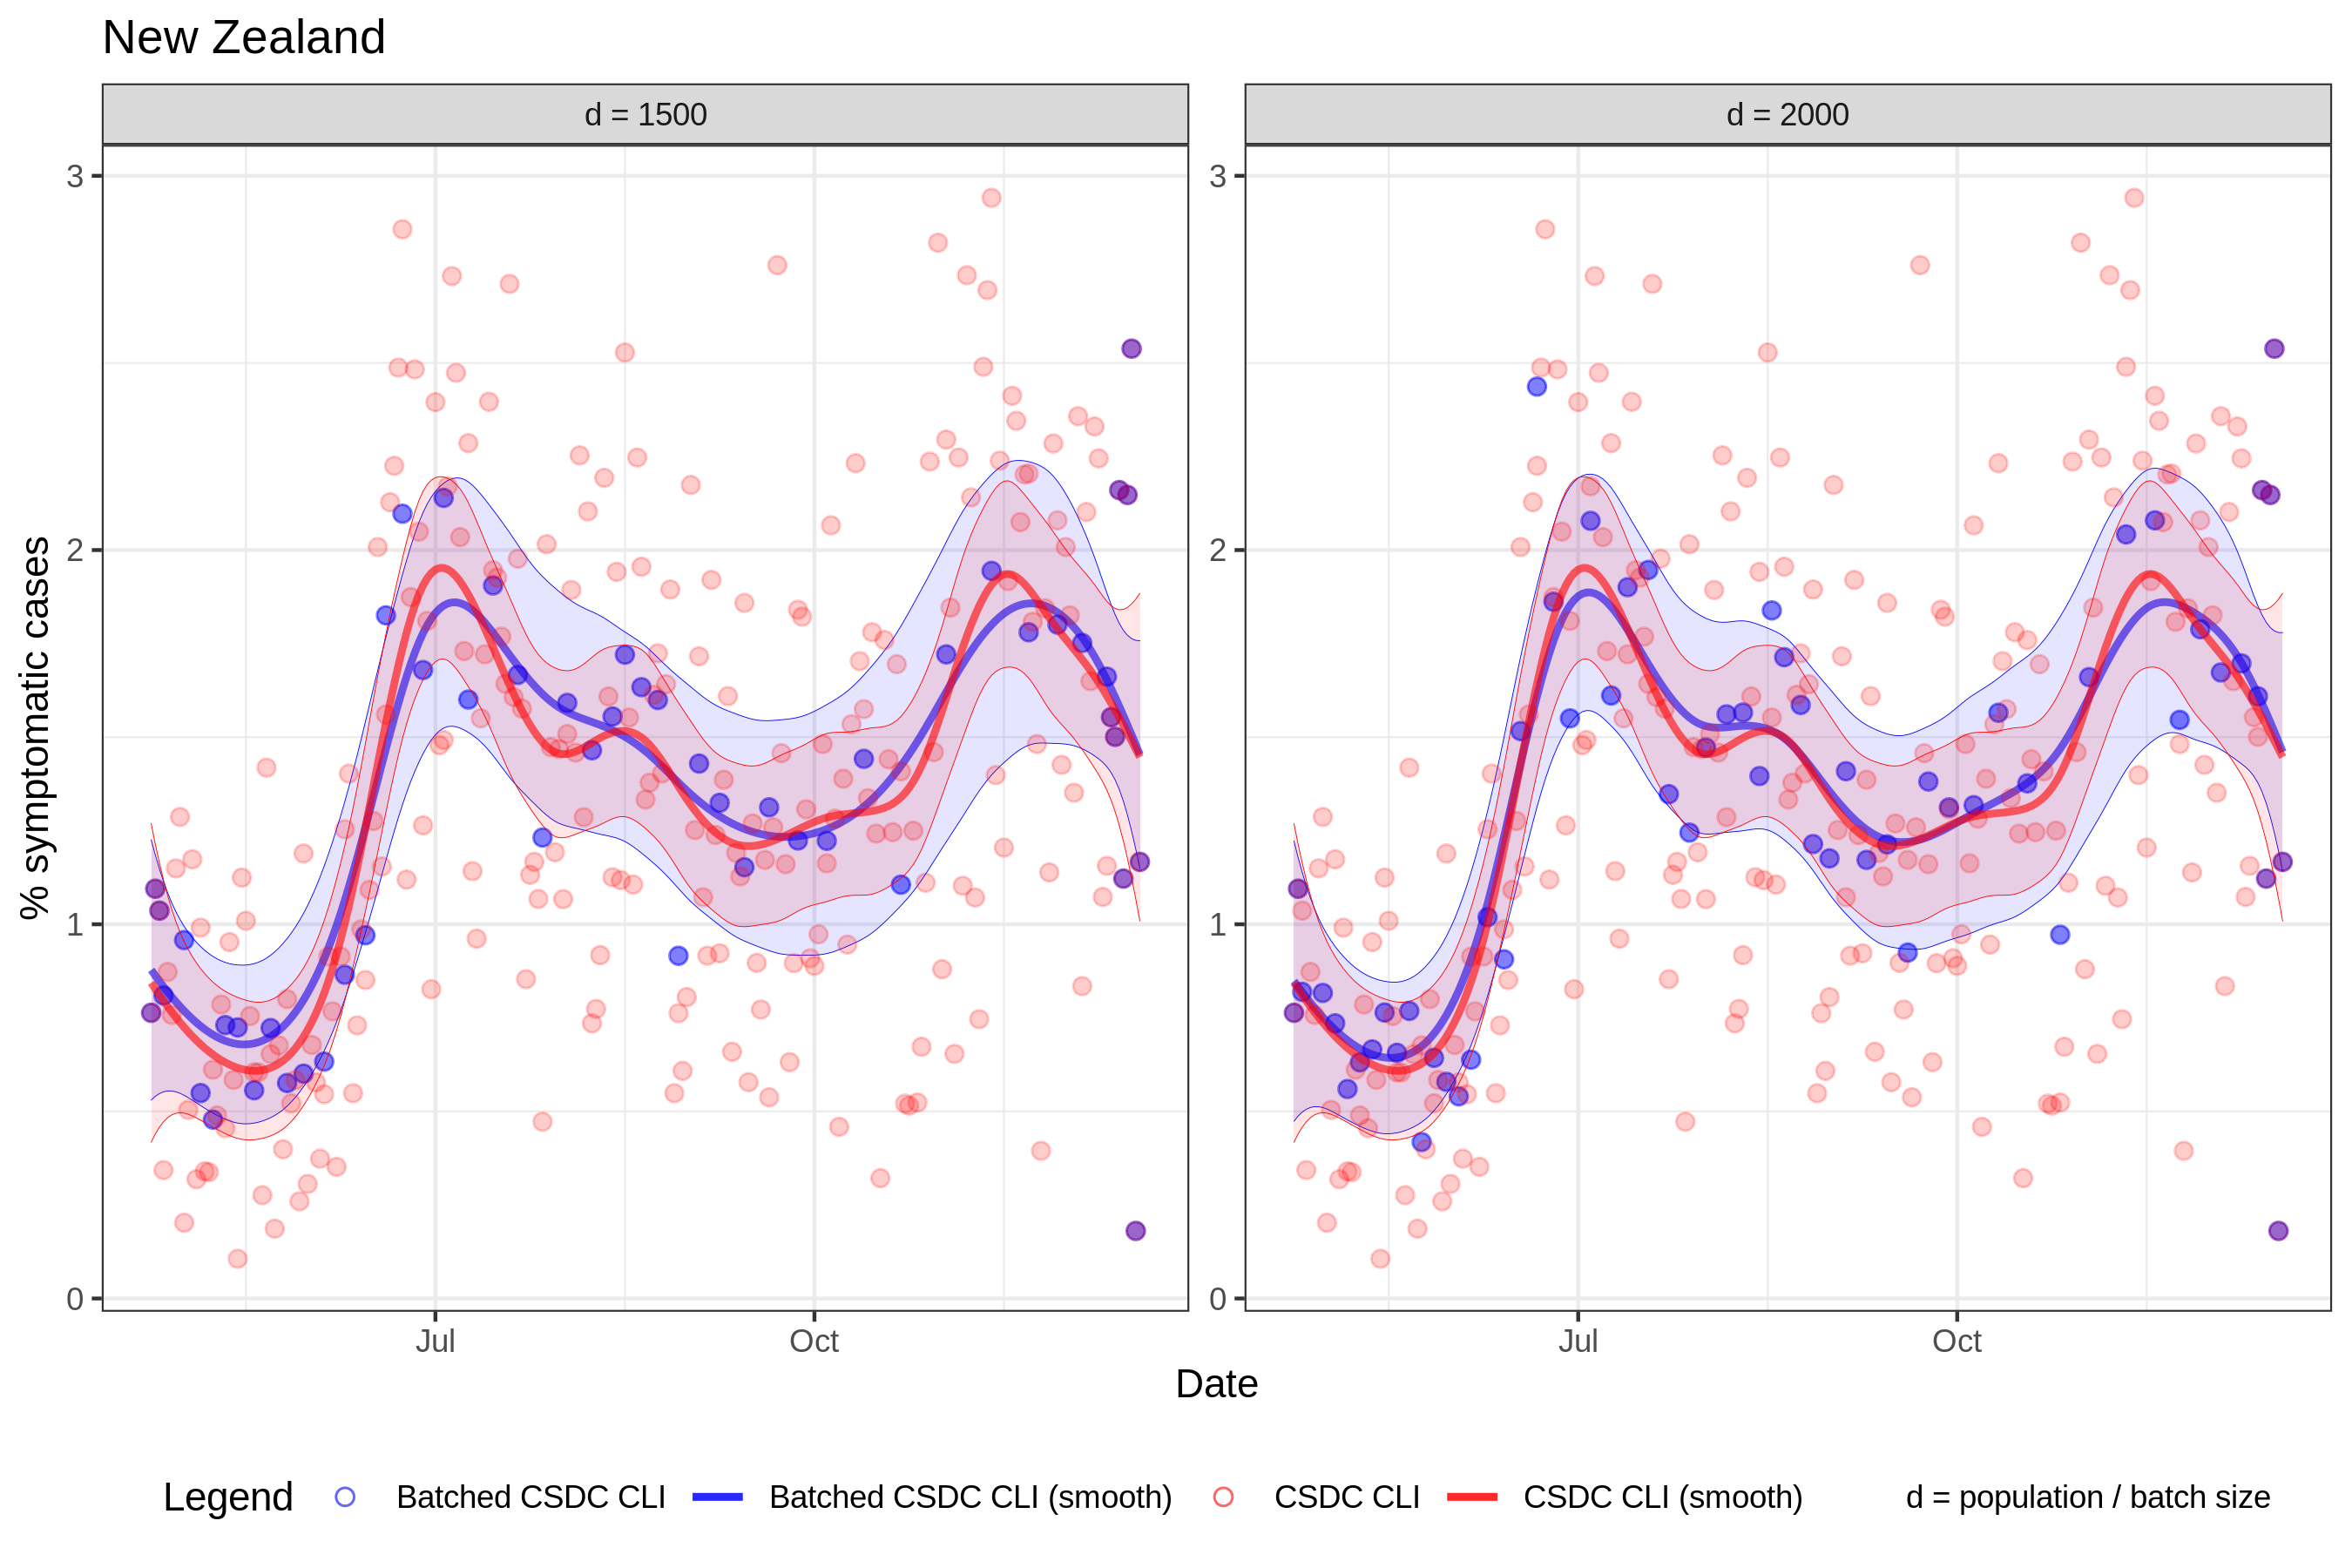 New Zealand
d = 1500
d = 2000
% symptomatic cases
3
2
1
0
3
2
1
0
Jul
Oct
Jul
Oct
Date
Legend
Batched CSDC CLI
Batched CSDC CLI (smooth)
CSDC CLI
CSDC CLI (smooth)
d = population / batch size